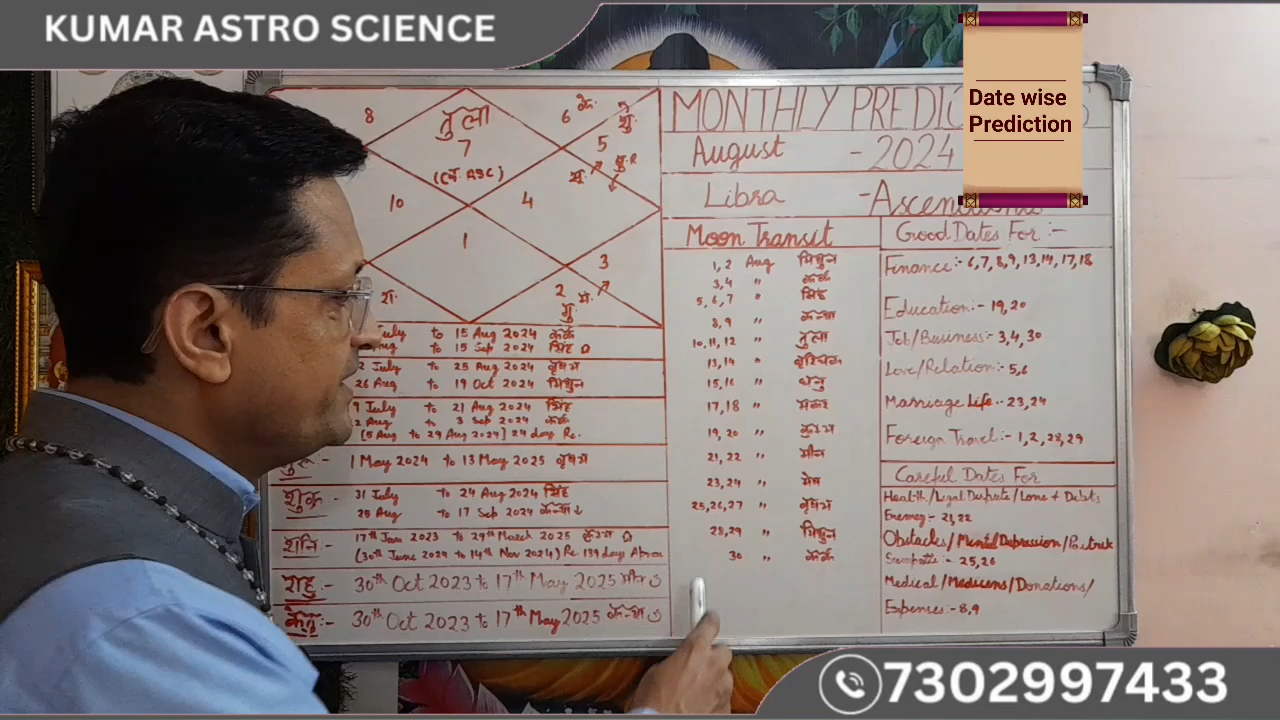 KUMAR ASTRO SCIENCE
Date wise
Prediction
8
तुला
7
6 के.
शु
5
10
4
1
3
2
गु
मं.
श.
MONTHLY
August - 2024
Libra
Moon Transit
1,2 Aug मिथुन
3,4 " कर्क
5,6,7 " सिंह
8,9 " कन्या
10,11,12 " तुला
13,14 " वृश्चिक
15,16 " धनु
17,18 " मकर
19,20 " कुंभ
21,22 " मीन
23,24 " मेष
25,26,27 " वृषभ
28,29 " मिथुन
30 " कर्क
Good Dates For :-
Finance:- 6,7,8,9,13,14,17,18
Education:- 19,20
Job/Business:- 3,4,30
Love/Relation:- 5,6
Marriage Life:- 23,24
Foreign Travel:- 1,2,28,29
Careful Dates For
Health/Legal Despute/Lone + Debts
Enemey - 21,22
Obstacles/Mental Depression/
:- 25,26
Medical/Medicens/Donations/
Expenses:- 8,9
July to 15 Aug 2024 कर्क
to 15 Sep 2024 सिंह
2 July to 25 Aug 2024 वृषभ
26 Aug to 19 Oct 2024 मिथुन
9 July to 21 Aug 2024 सिंह
2 Aug to 3 Sep 2024 कर्क
[5 Aug to 29 Aug 2024] 24 days Re.
1 May 2024 to 13 May 2025 वृषभ
शुक्र:- 31 July to 24 Aug 2024 सिंह
25 Aug to 17 Sep 2024 कन्या
शनि:- 17th Jan 2023 to 29th March 2025 कुंभ
(30th June 2024 to 14th Nov 2024) Re. 139 days
राहु:- 30th Oct 2023 to 17th May 2025 मीन
केतु:- 30th Oct 2023 to 17th May 2025 कन्या
7302997433